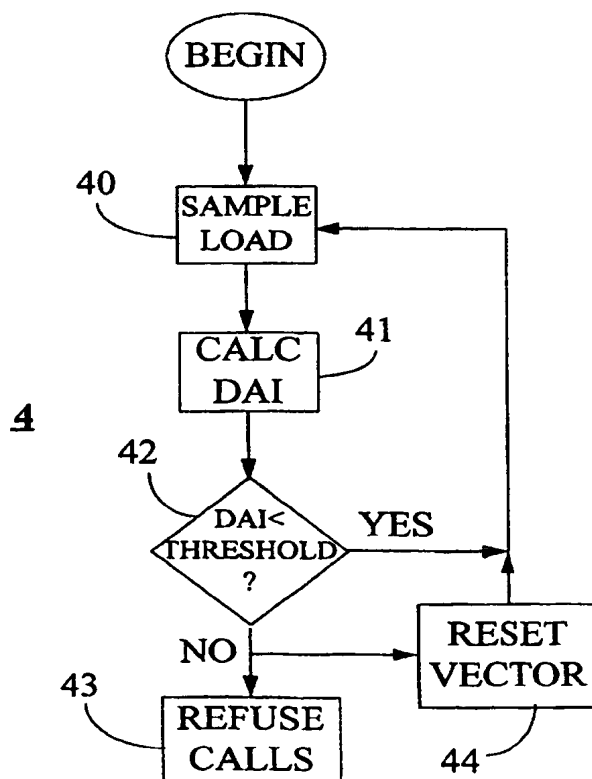 BEGIN
40
SAMPLE
LOAD
CALC
DAI
41
4
42
DAI<
THRESHOLD
?
YES
NO
RESET
VECTOR
43
REFUSE
CALLS
44